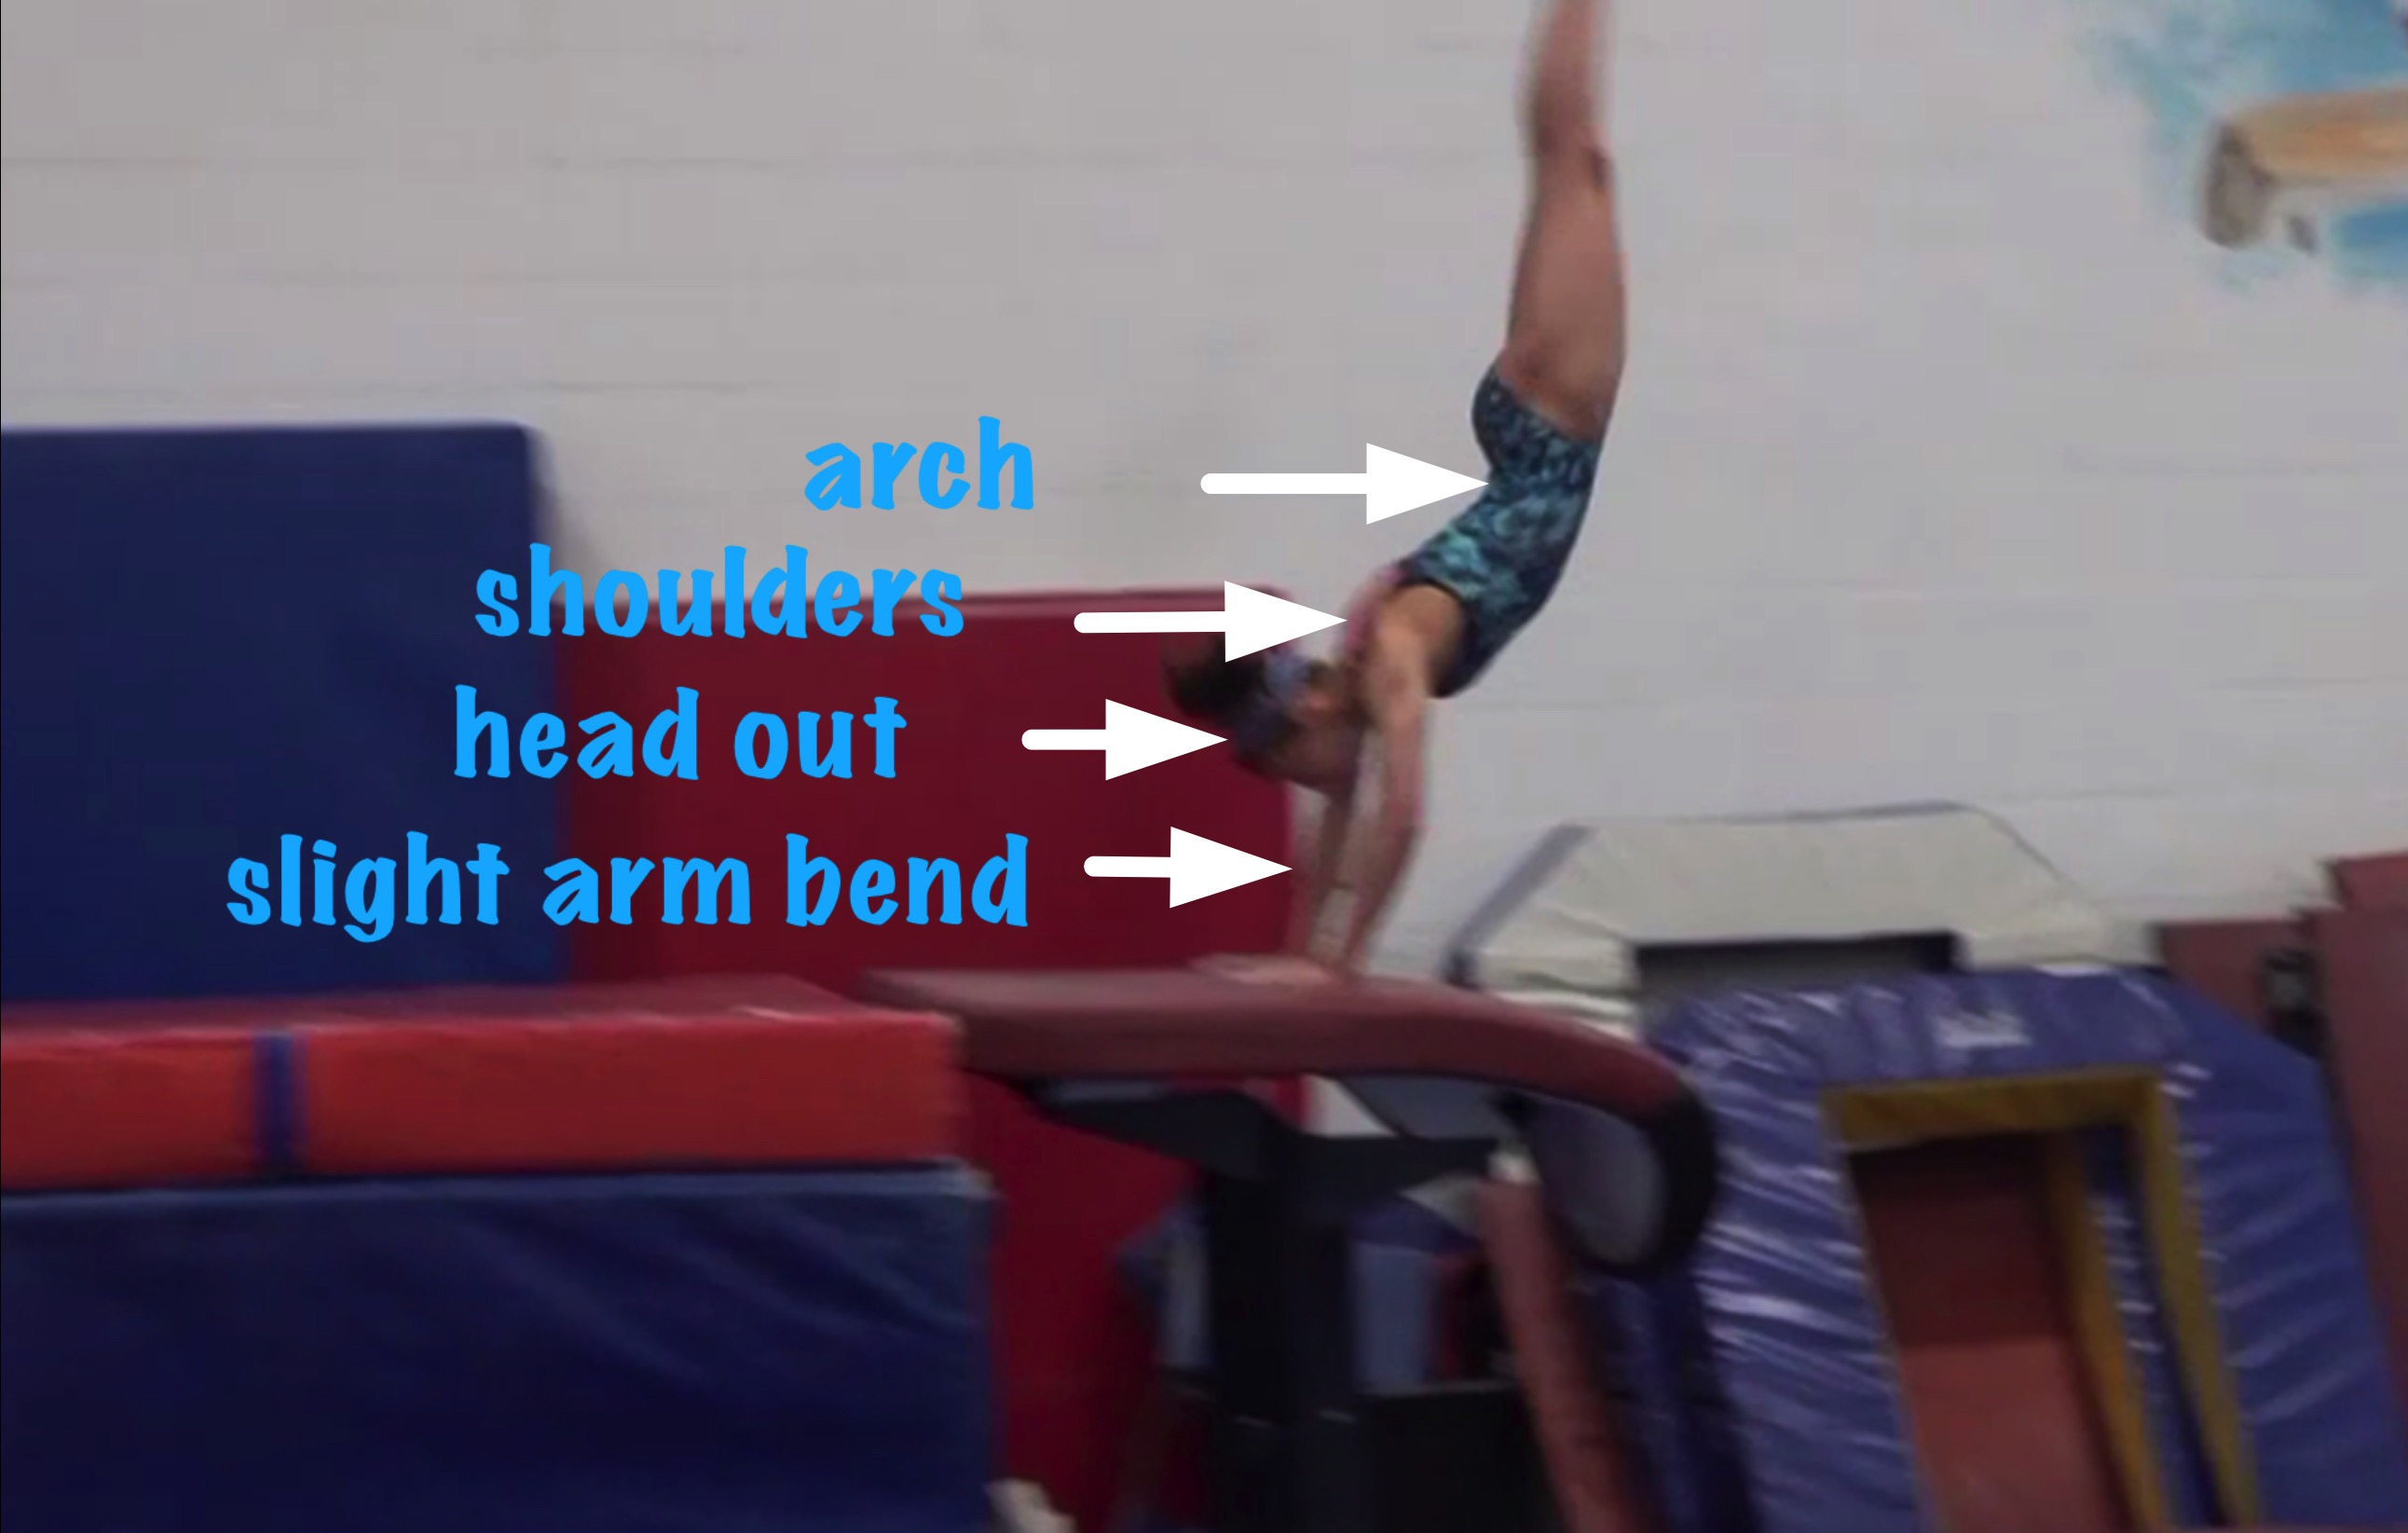 arch
shoulders
head out
slight arm bend